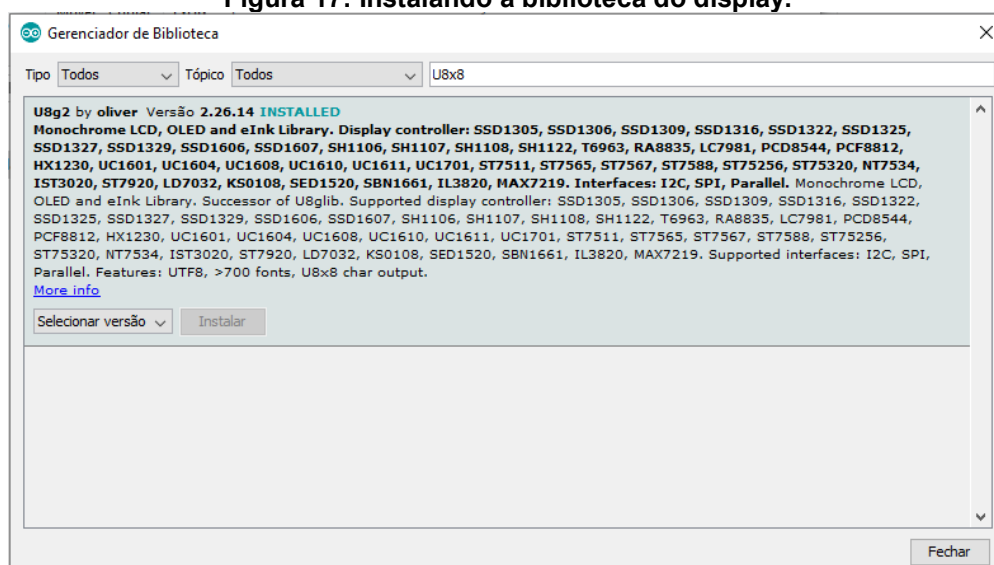 Figura 17: Instalando a biblioteca do display.
Gerenciador de Biblioteca
Tipo Todos Tópico Todos U8x8
U8g2 by oliver Versão 2.26.14 INSTALLED
Monochrome LCD, OLED and eInk Library. Display controller: SSD1305, SSD1306, SSD1309, SSD1316, SSD1322, SSD1325,
SSD1327, SSD1329, SSD1606, SSD1607, SH1106, SH1107, SH1108, SH1122, T6963, RA8835, LC7981, PCD8544, PCF8812,
HX1230, UC1601, UC1604, UC1608, UC1610, UC1611, UC1701, ST7511, ST7565, ST7567, ST7588, ST75256, ST75320, NT7534,
IST3020, ST7920, LD7032, KS0108, SED1520, SBN1661, IL3820, MAX7219. Interfaces: I2C, SPI, Parallel. Monochrome LCD,
OLED and eInk Library. Successor of U8glib. Supported display controller: SSD1305, SSD1306, SSD1309, SSD1316, SSD1322,
SSD1325, SSD1327, SSD1329, SSD1606, SSD1607, SH1106, SH1107, SH1108, SH1122, T6963, RA8835, LC7981, PCD8544,
PCF8812, HX1230, UC1601, UC1604, UC1608, UC1610, UC1611, UC1701, ST7511, ST7565, ST7567, ST7588, ST75256,
ST75320, NT7534, IST3020, ST7920, LD7032, KS0108, SED1520, SBN1661, IL3820, MAX7219. Supported interfaces: I2C, SPI,
Parallel. Features: UTF8, >700 fonts, U8x8 char output.
More info
Selecionar versão Instalar
Fechar